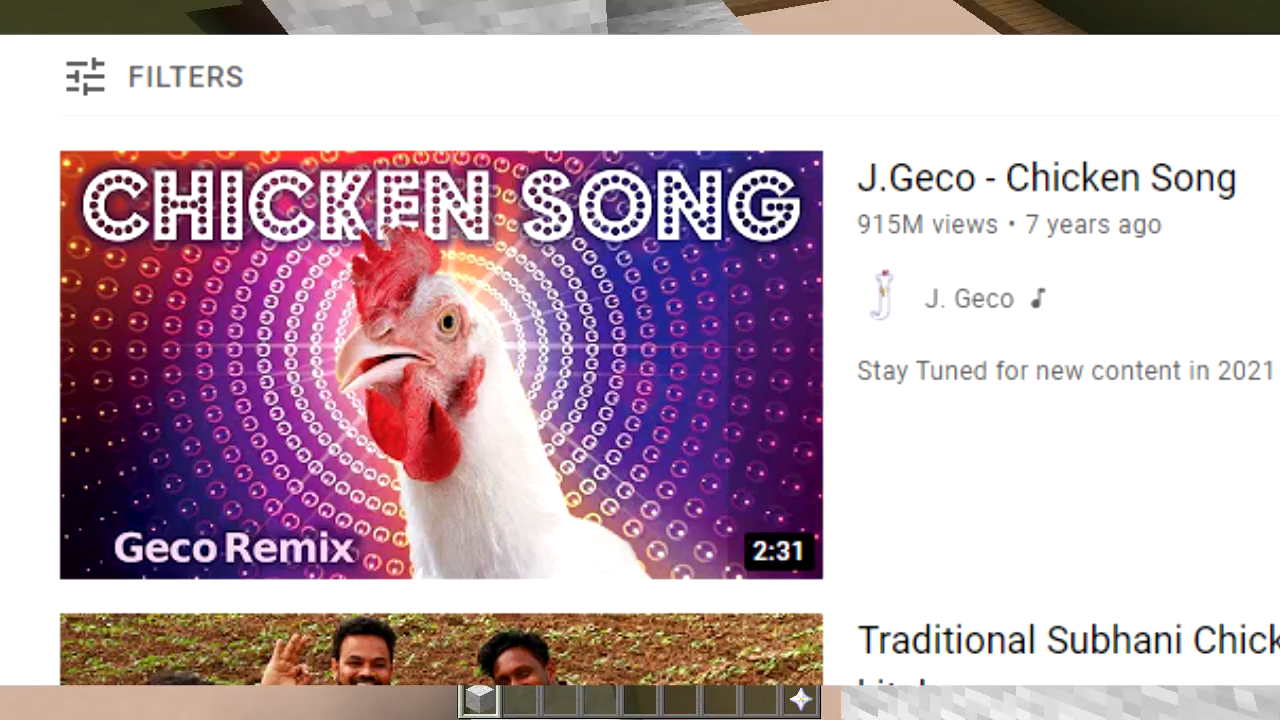 FILTERS
CHICKEN SONG
Geco Remix
2:31
J.Geco - Chicken Song
915M views • 7 years ago
J. Geco ♪
Stay Tuned for new content in 2021
Traditional Subhani